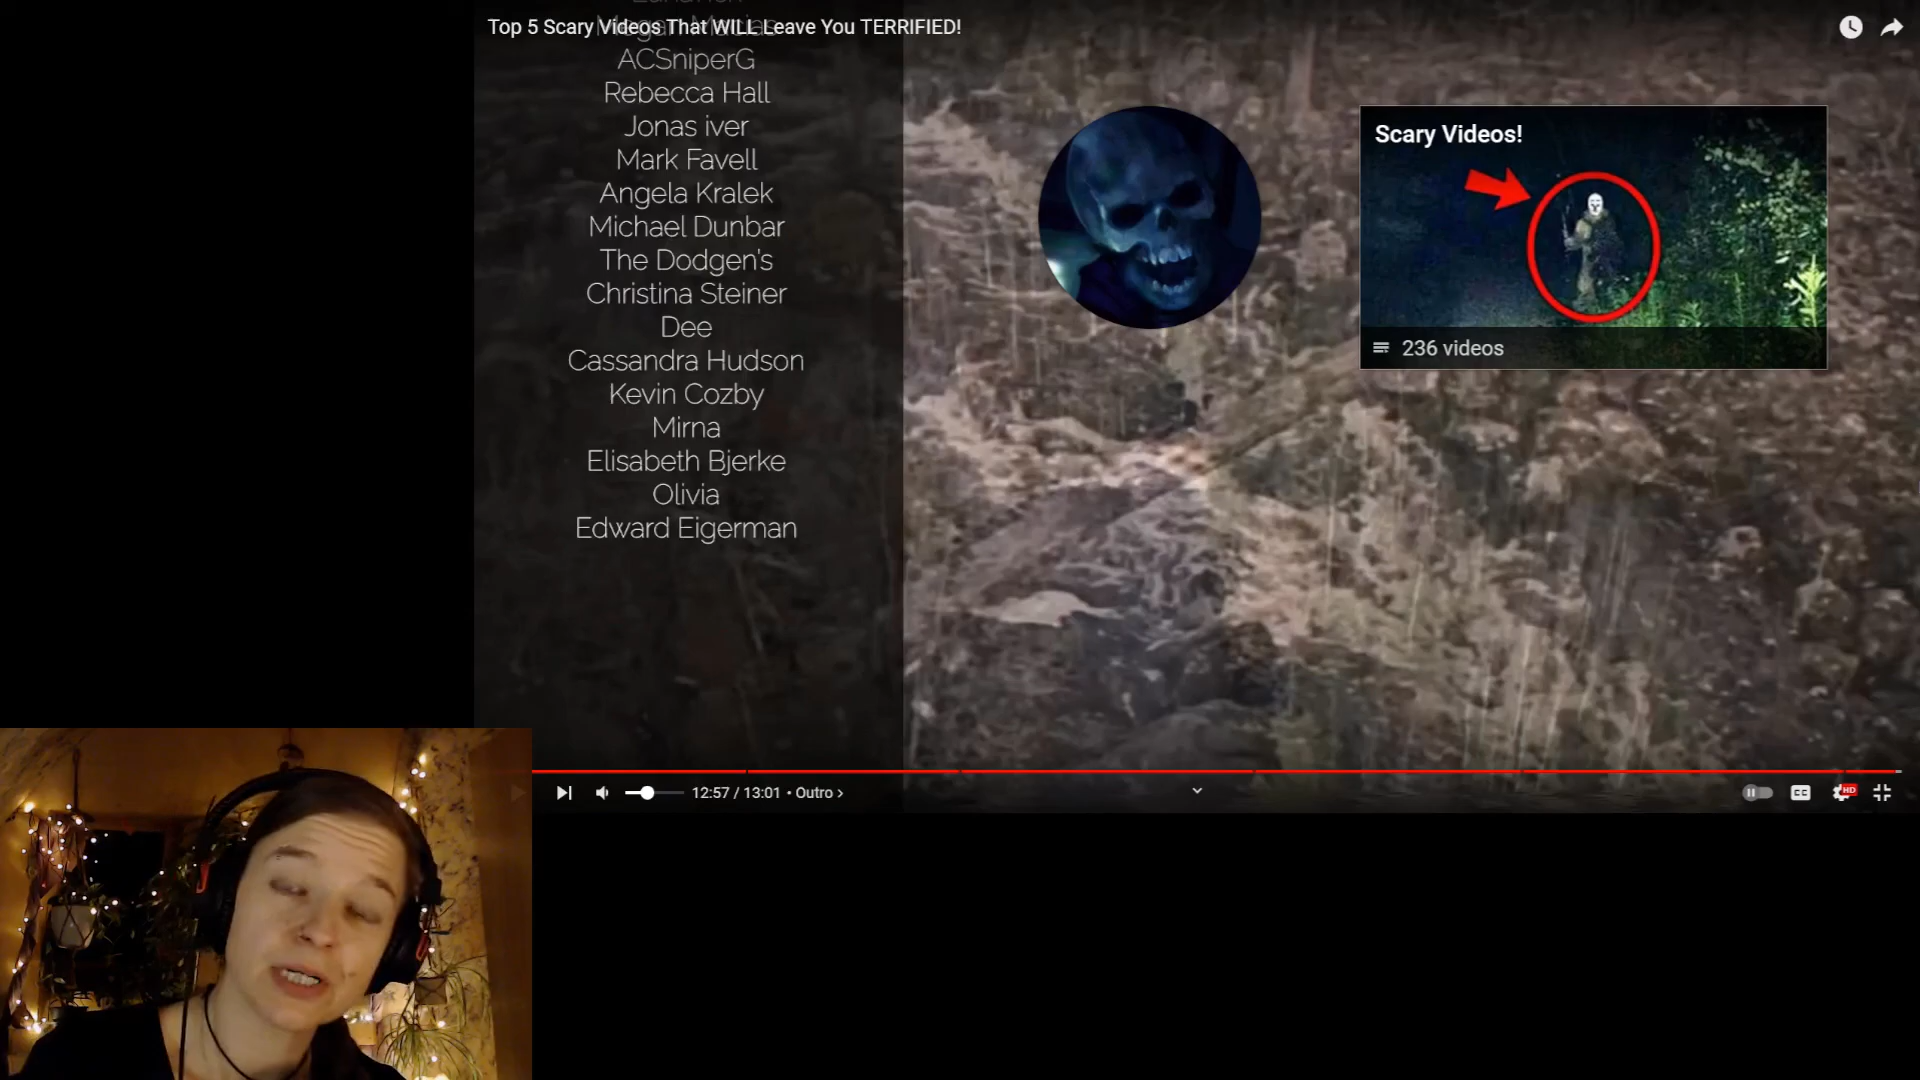 Top 5 Scary Videos That WILL Leave You TERRIFIED!
ACSniperG
Rebecca Hall
Jonas iver
Mark Favell
Angela Kralek
Michael Dunbar
The Dodgen's
Christina Steiner
Dee
Cassandra Hudson
Kevin Cozby
Mirna
Elisabeth Bjerke
Olivia
Edward Eigerman
Scary Videos!
236 videos
12:57 / 13:01 • Outro ›
CC
HD